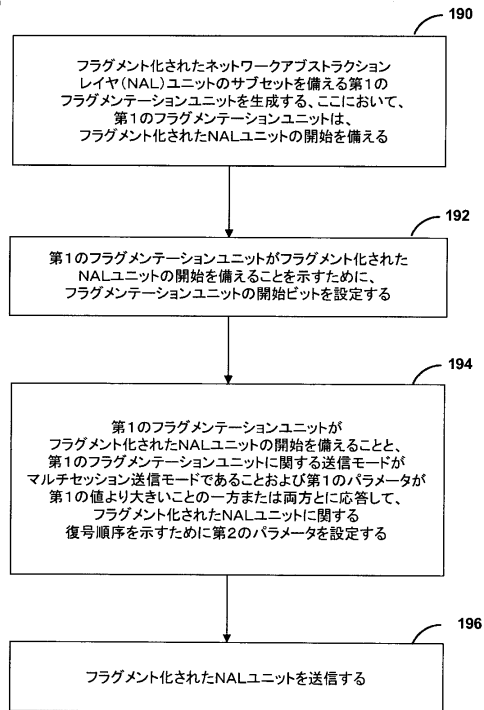 190
フラグメント化されたネットワークアブストラクション
レイヤ(NAL)ユニットのサブセットを備える第1の
フラグメンテーションユニットを生成する、ここにおいて、
第1のフラグメンテーションユニットは、
フラグメント化されたNALユニットの開始を備える
192
第1のフラグメンテーションユニットがフラグメント化された
NALユニットの開始を備えることを示すために、
フラグメンテーションユニットの開始ビットを設定する
194
第1のフラグメンテーションユニットが
フラグメント化されたNALユニットの開始を備えることと、
第1のフラグメンテーションユニットに関する送信モードが
マルチセッション送信モードであることおよび第1のパラメータが
第1の値より大きいことの一方または両方とに応答して、
フラグメント化されたNALユニットに関する
復号順序を示すために第2のパラメータを設定する
196
フラグメント化されたNALユニットを送信する